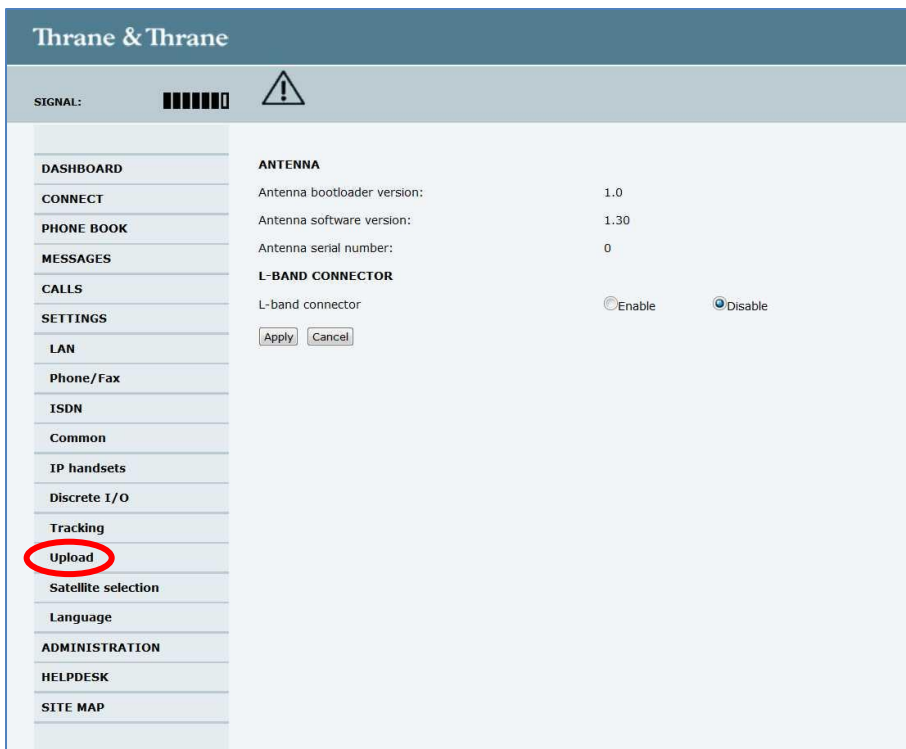 Thrane & Thrane
SIGNAL:
DASHBOARD
CONNECT
PHONE BOOK
MESSAGES
CALLS
SETTINGS
LAN
Phone/Fax
ISDN
Common
IP handsets
Discrete I/O
Tracking
Upload
Satellite selection
Language
ADMINISTRATION
HELPDESK
SITE MAP
ANTENNA
Antenna bootloader version: 1.0
Antenna software version: 1.30
Antenna serial number: 0
L-BAND CONNECTOR
L-band connector Enable Disable
Apply Cancel